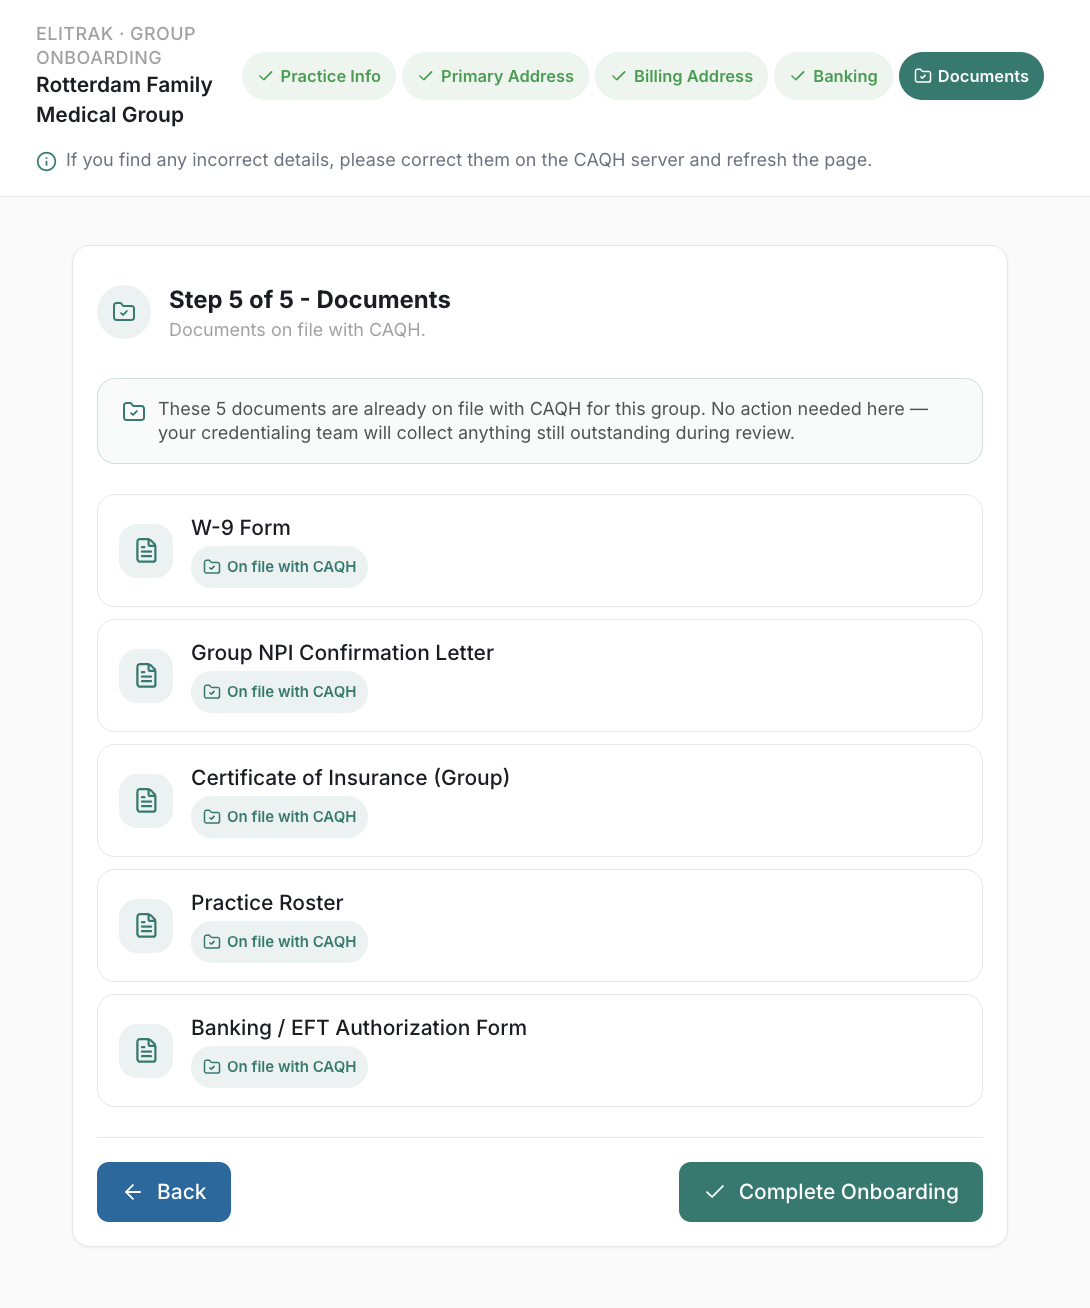 ELITRAK · GROUP
ONBOARDING
Rotterdam Family
Medical Group
Practice Info
Primary Address
Billing Address
Banking
Documents
If you find any incorrect details, please correct them on the CAQH server and refresh the page.
Step 5 of 5 - Documents
Documents on file with CAQH.
These 5 documents are already on file with CAQH for this group. No action needed here —
your credentialing team will collect anything still outstanding during review.
W-9 Form
On file with CAQH
Group NPI Confirmation Letter
On file with CAQH
Certificate of Insurance (Group)
On file with CAQH
Practice Roster
On file with CAQH
Banking / EFT Authorization Form
On file with CAQH
Back
Complete Onboarding